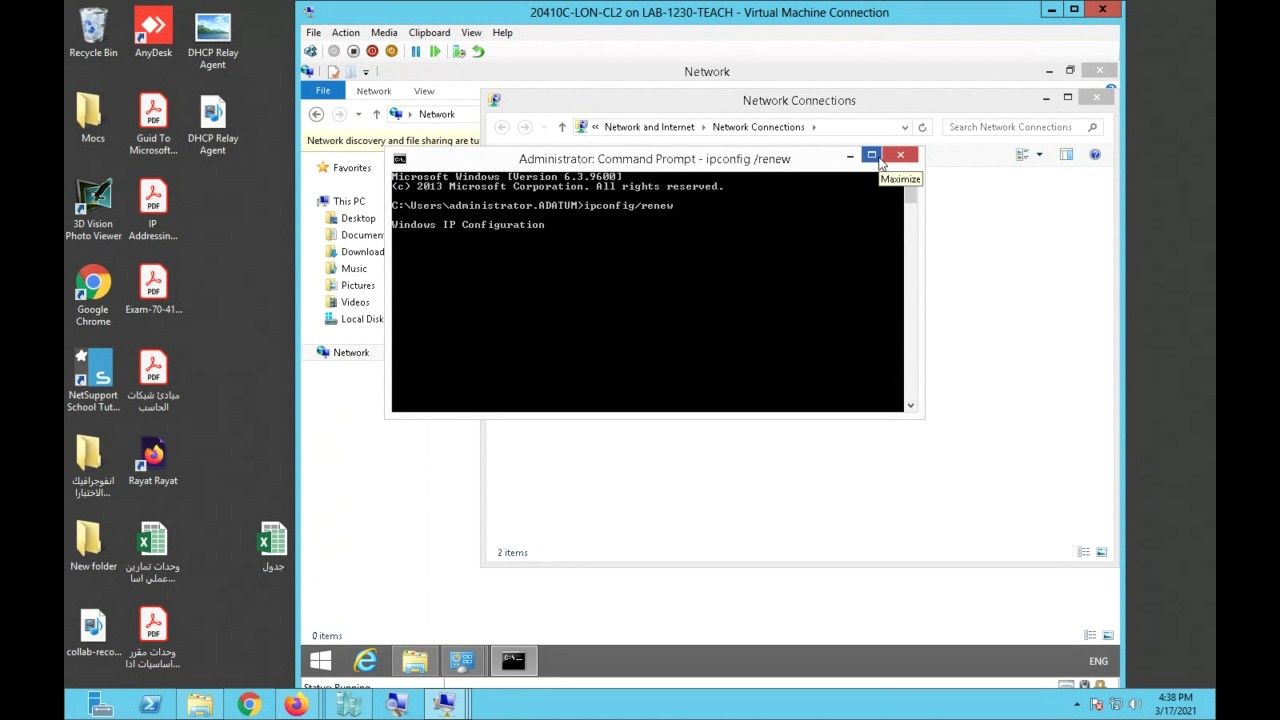 Recycle Bin
AnyDesk
DHCP Relay
Agent
Mocs
Guid To
Microsoft...
DHCP Relay
Agent
3D Vision
Photo Viewer
IP
Addressin...
Google
Chrome
Exam-70-41...
NetSupport
School Tut...
مبادئ شبكات
الحاسب
انفوجرافيك
الاختبارا...
Rayat Rayat
New folder
وحدات تمارين
عملي اسا...
جدول
collab-reco...
وحدات مقرر
اساسيات ادا...
20410C-LON-CL2 on LAB-1230-TEACH - Virtual Machine Connection
File Action Media Clipboard View Help
Network
File Network View
Network
Network discovery and file sharing are tu
Favorites
This PC
Desktop
Documen
Download
Music
Pictures
Videos
Local Disk
Network
0 items
Network Connections
« Network and Internet Network Connections
Search Network Connections
2 items
Administrator: Command Prompt - ipconfig /renew
Maximize
Microsoft Windows [Version 6.3.9600]
(c) 2013 Microsoft Corporation. All rights reserved.
C:\Users\administrator.ADATUM>ipconfig/renew
Windows IP Configuration
ENG
Status: Running
4:38 PM
3/17/2021